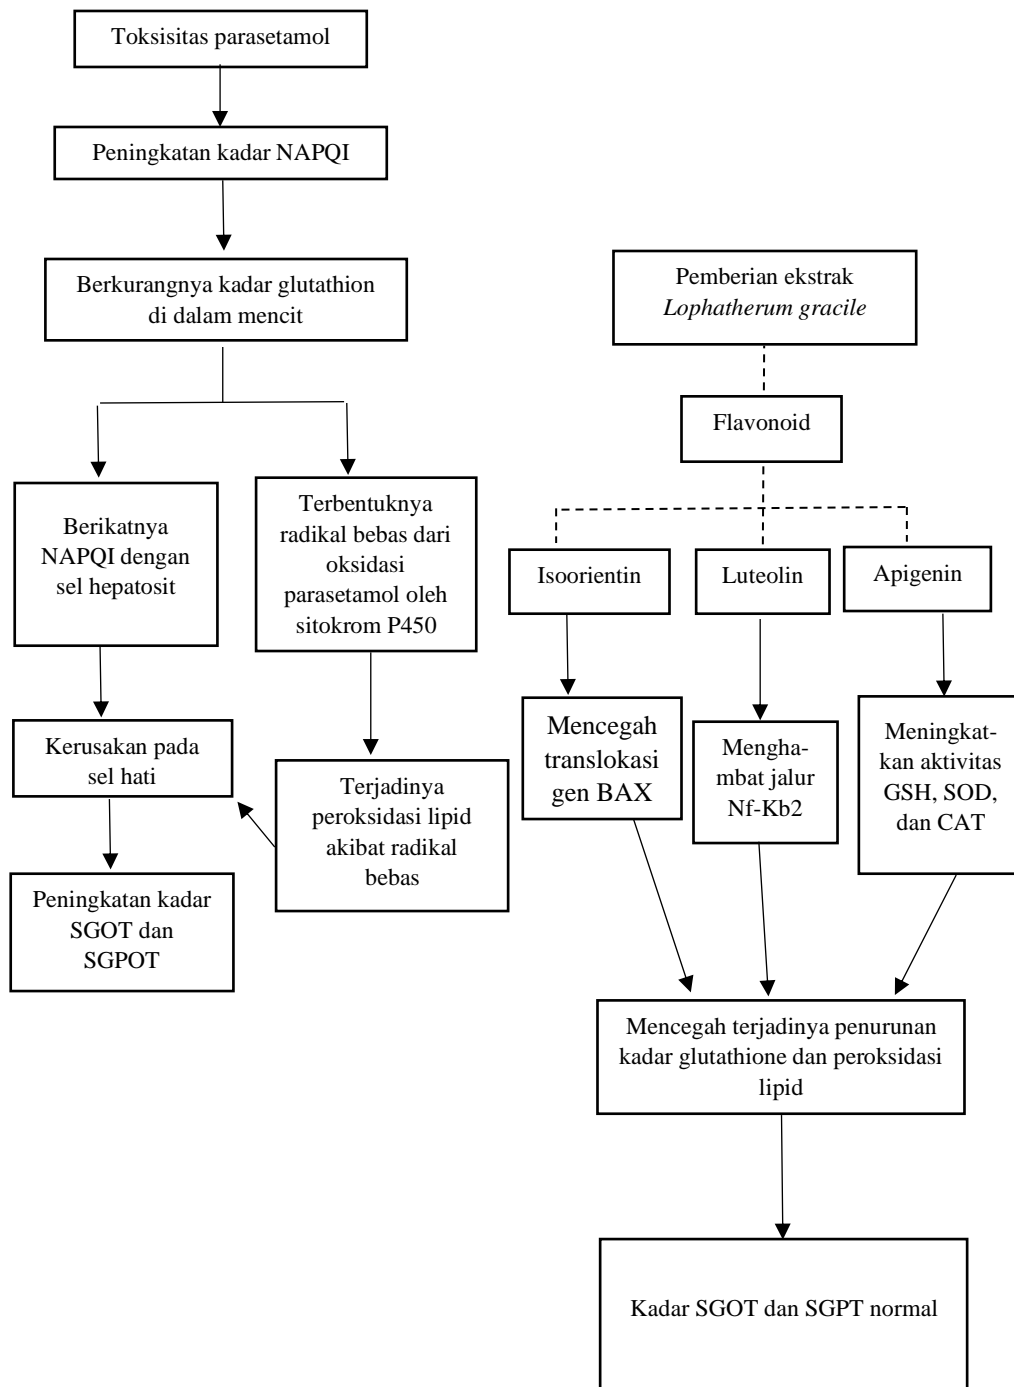 Toksisitas parasetamol
Peningkatan kadar NAPQI
Berkurangnya kadar glutathion
di dalam mencit
Berikatnya
NAPQI dengan
sel hepatosit
Terbentuknya
radikal bebas dari
oksidasi
parasetamol oleh
sitokrom P450
Kerusakan pada
sel hati
Terjadinya
peroksidasi lipid
akibat radikal
bebas
Peningkatan kadar
SGOT dan
SGPOT
Pemberian ekstrak
Lophatherum gracile
Flavonoid
Isoorientin
Luteolin
Apigenin
Mencegah
translokasi
gen BAX
Mengha-
mbat jalur
Nf-Kb2
Meningkat-
kan aktivitas
GSH, SOD,
dan CAT
Mencegah terjadinya penurunan
kadar glutathione dan peroksidasi
lipid
Kadar SGOT dan SGPT normal